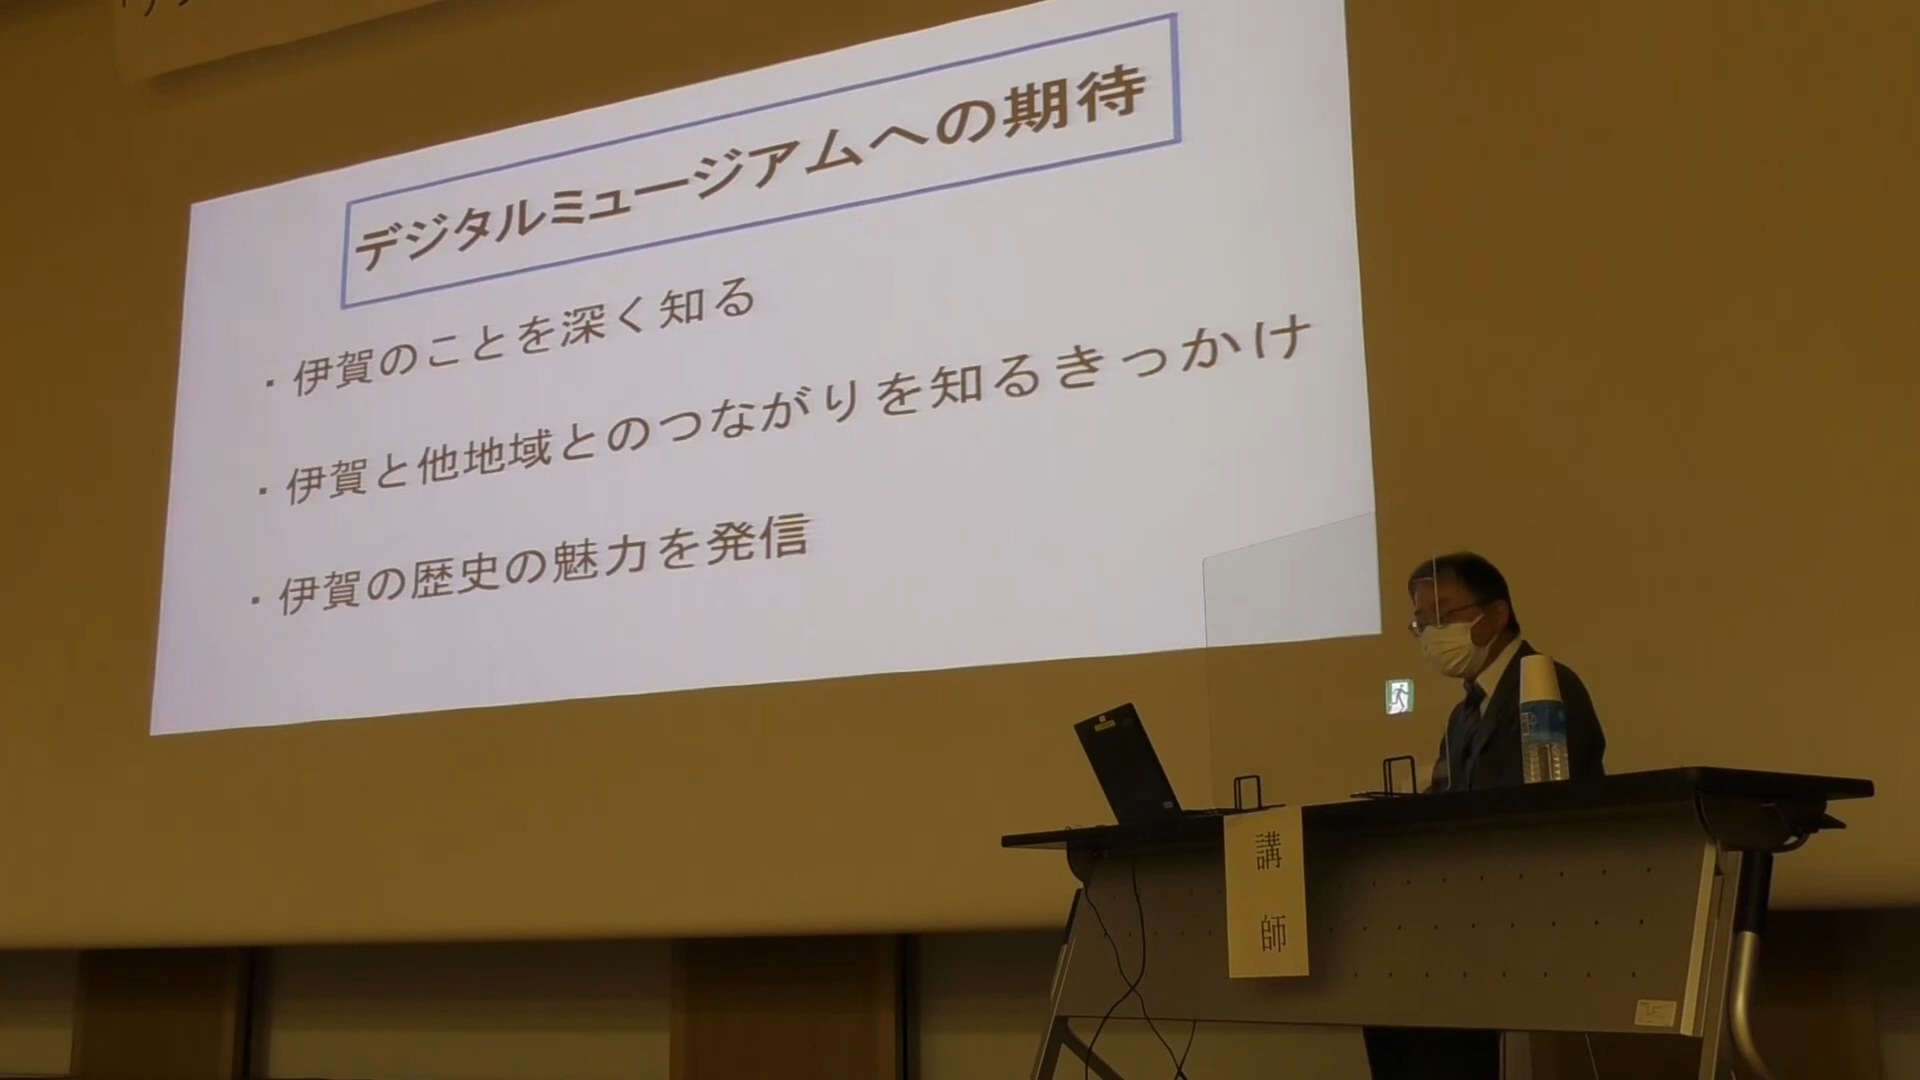 デジタルミュージアムへの期待
・伊賀のことを深く知る
・伊賀と他地域とのつながりを知るきっかけ
・伊賀の歴史の魅力を発信
講師